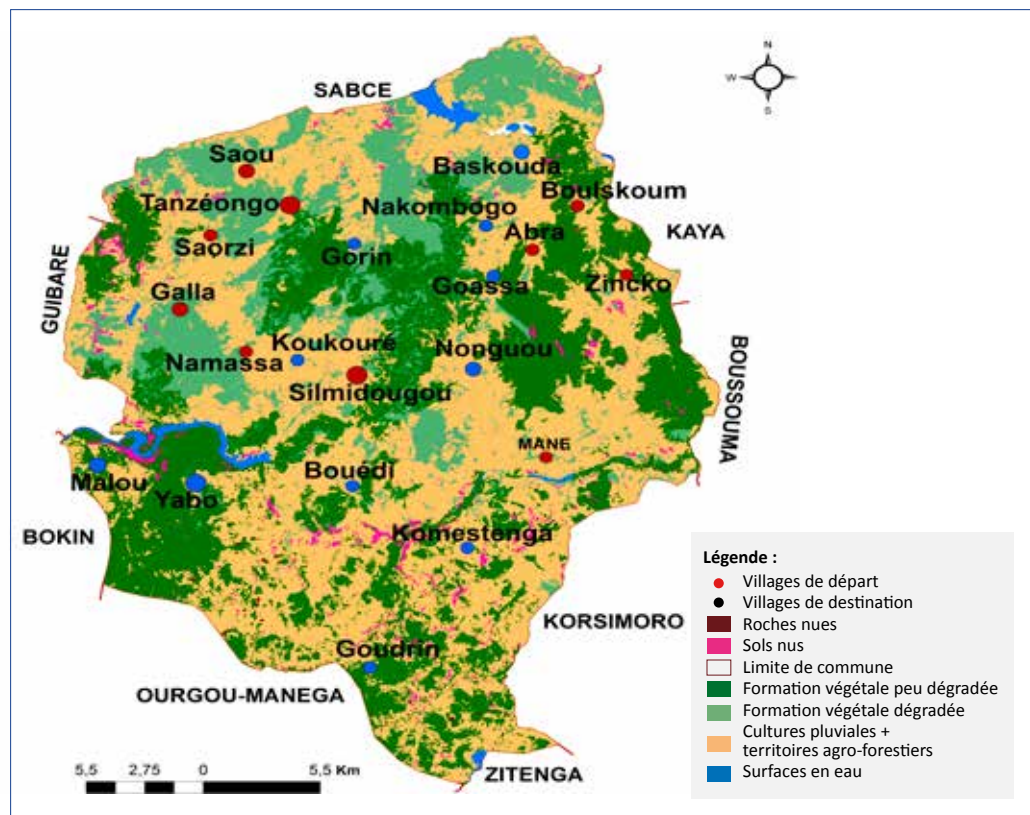 N
W E
S
SABCE
Saou
Baskouda
Tanzéongo
Boulskoum
Nakombogo
Saorzi
Gorin
Abra
KAYA
Goassa
Zincko
GUIBARE
Galla
Koukouré
Nonguou
Namassa
Silmidougou
BOUSSOUMA
MANE
Malou
Yabo
Bouédi
BOKIN
Komestenga
KORSIMORO
Goudrin
OURGOU-MANEGA
ZITENGA
5,5 2,75 0 5,5 Km
Légende :
Villages de départ
Villages de destination
Roches nues
Sols nus
Limite de commune
Formation végétale peu dégradée
Formation végétale dégradée
Cultures pluviales +
territoires agro-forestiers
Surfaces en eau